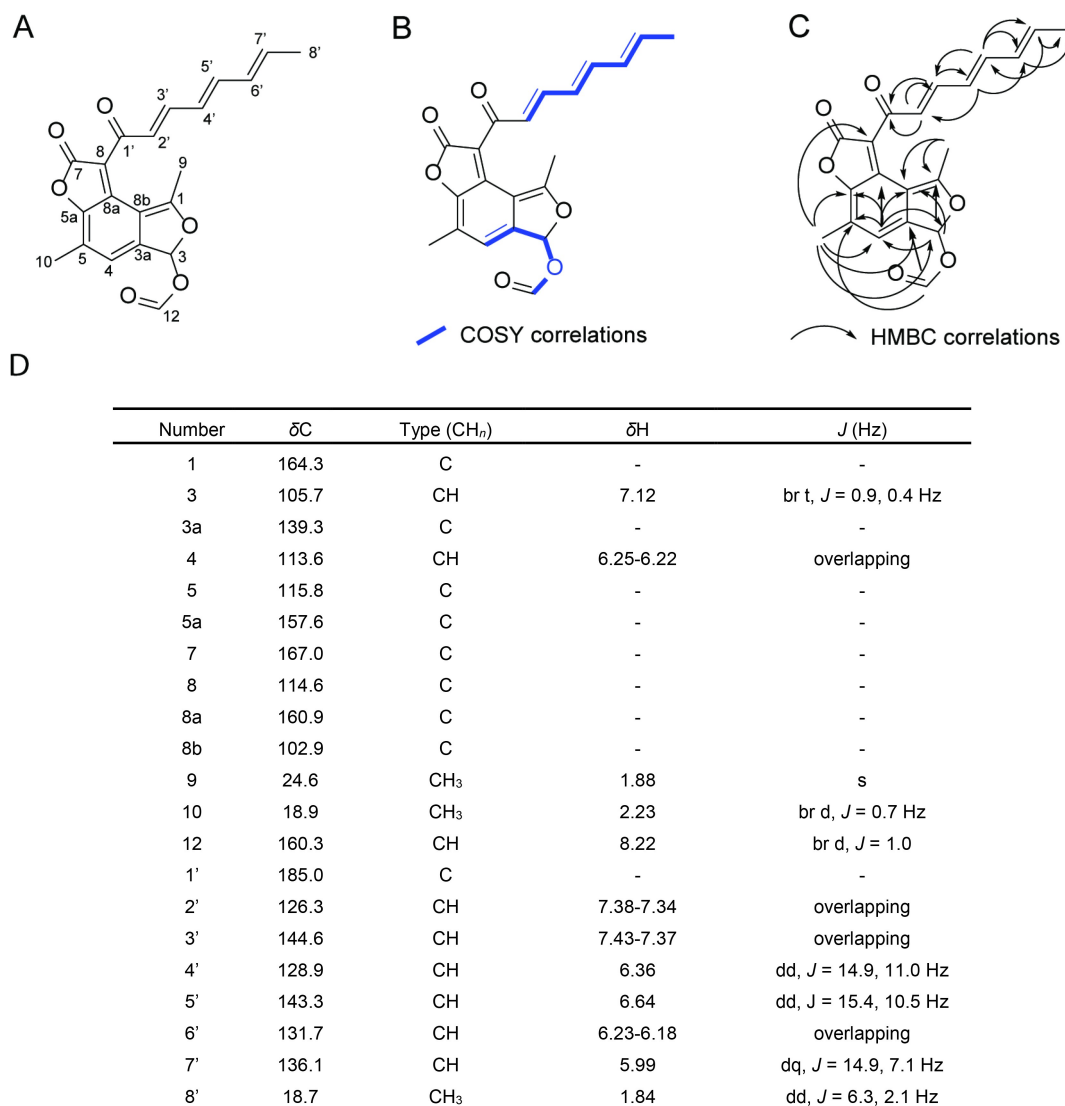 A
B
C
7'
8'
5'
3'
6'
4'
O
2'
O
8
1'
9
7
O
8b
1
8a
5a
O
3a
3
10
5
4
O
O
12
O
O
O
O
O
O
COSY correlations
O
O
O
O
O
O
HMBC correlations
D
Number δC Type (CHn) δH J (Hz)
1 164.3 C - -
3 105.7 CH 7.12 br t, J = 0.9, 0.4 Hz
3a 139.3 C - -
4 113.6 CH 6.25-6.22 overlapping
5 115.8 C - -
5a 157.6 C - -
7 167.0 C - -
8 114.6 C - -
8a 160.9 C - -
8b 102.9 C - -
9 24.6 CH3 1.88 s
10 18.9 CH3 2.23 br d, J = 0.7 Hz
12 160.3 CH 8.22 br d, J = 1.0
1' 185.0 C - -
2' 126.3 CH 7.38-7.34 overlapping
3' 144.6 CH 7.43-7.37 overlapping
4' 128.9 CH 6.36 dd, J = 14.9, 11.0 Hz
5' 143.3 CH 6.64 dd, J = 15.4, 10.5 Hz
6' 131.7 CH 6.23-6.18 overlapping
7' 136.1 CH 5.99 dq, J = 14.9, 7.1 Hz
8' 18.7 CH3 1.84 dd, J = 6.3, 2.1 Hz